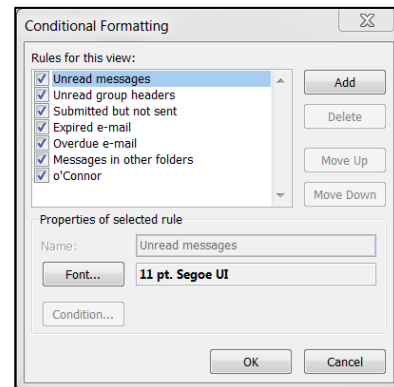 Conditional Formatting
Rules for this view:
Unread messages
Unread group headers
Submitted but not sent
Expired e-mail
Overdue e-mail
Messages in other folders
o'Connor
Add
Delete
Move Up
Move Down
Properties of selected rule
Name: Unread messages
Font... 11 pt. Segoe UI
Condition...
OK Cancel